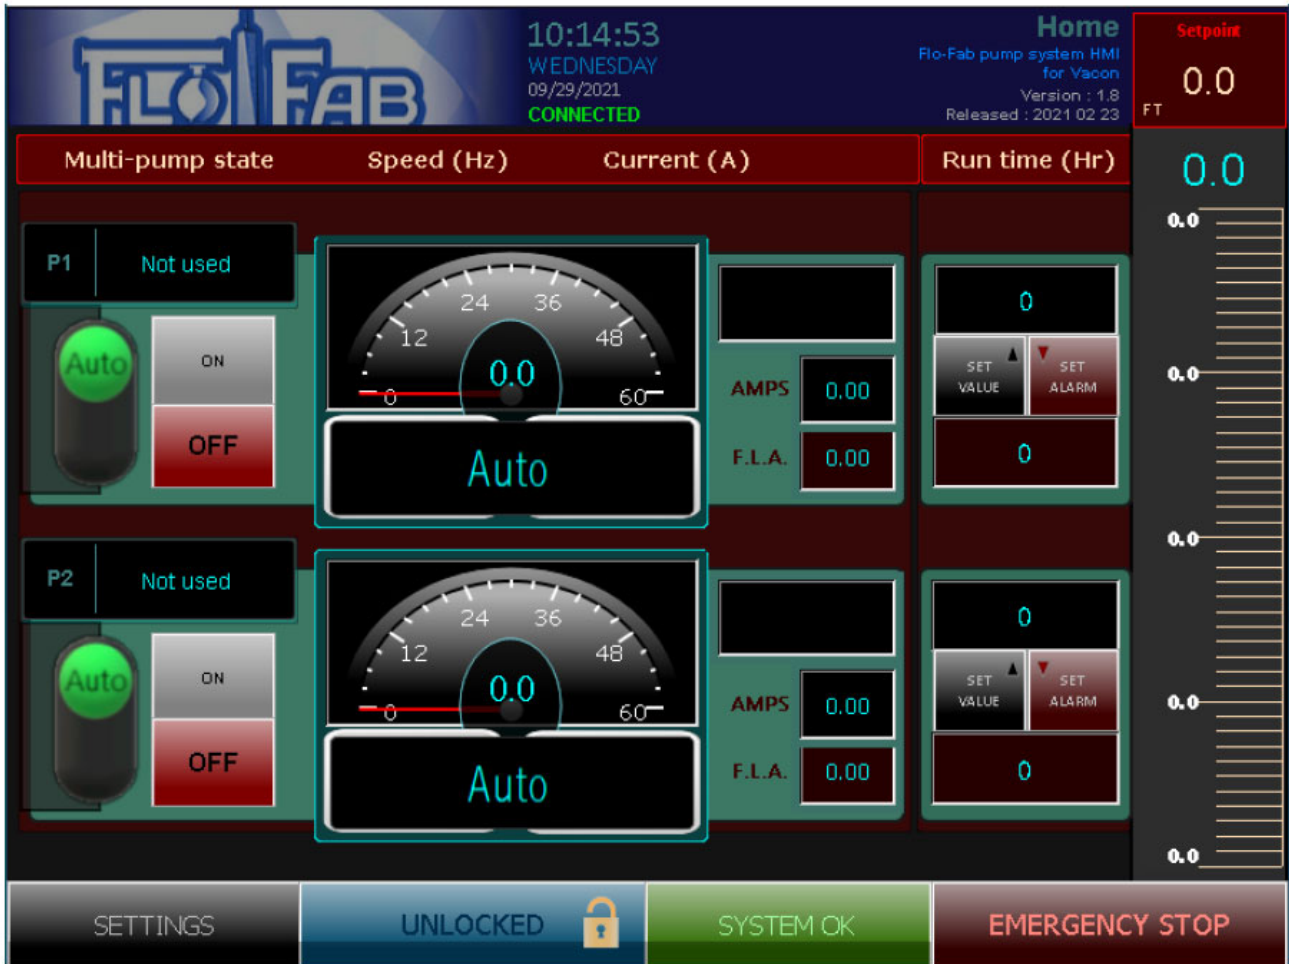 FLO FAB
10:14:53
WEDNESDAY
09/29/2021
CONNECTED
Home
Flo-Fab pump system HMI
for Vacon
Version : 1.8
Released : 2021 02 23
Setpoint
0.0
FT
Multi-pump state Speed (Hz) Current (A) Run time (Hr)
0.0
0.0
0.0
0.0
0.0
0.0
P1 Not used
Auto
ON
OFF
0 12 24 36 48 60
0.0
Auto
AMPS 0.00
F.L.A. 0.00
0
SET VALUE
SET ALARM
0
P2 Not used
Auto
ON
OFF
0 12 24 36 48 60
0.0
Auto
AMPS 0.00
F.L.A. 0.00
0
SET VALUE
SET ALARM
0
SETTINGS UNLOCKED SYSTEM OK EMERGENCY STOP